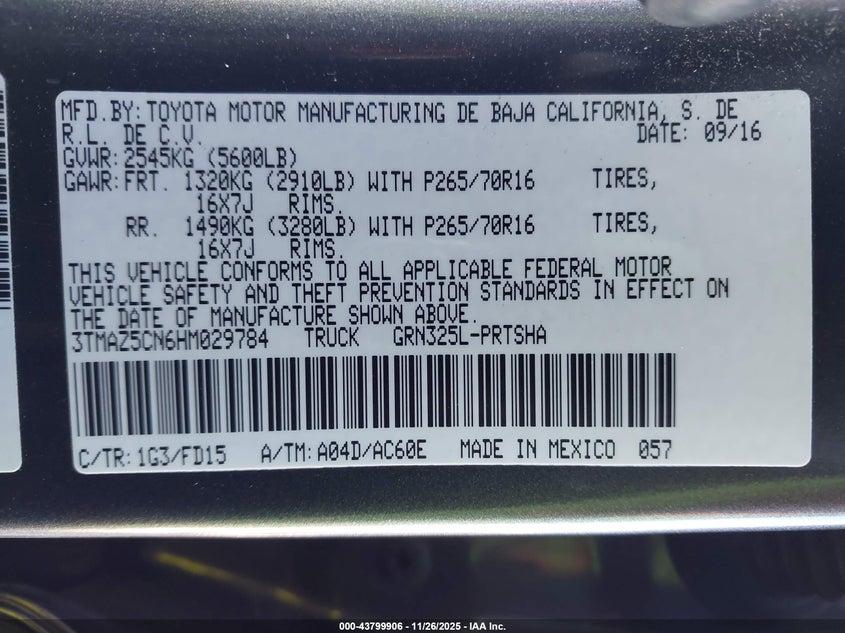 MFD.BY: TOYOTA MOTOR MANUFACTURING DE BAJA CALIFORNIA, S. DE
R.L. DE C.V. DATE: 09/16
GVWR: 2545KG (5600LB)
GAWR: FRT. 1320KG (2910LB) WITH P265/70R16 TIRES,
16X7J RIMS.
RR. 1490KG (3280LB) WITH P265/70R16 TIRES,
16X7J RIMS.
THIS VEHICLE CONFORMS TO ALL APPLICABLE FEDERAL MOTOR
VEHICLE SAFETY AND THEFT PREVENTION STANDARDS IN EFFECT ON
THE DATE OF MANUFACTURE SHOWN ABOVE.
3TMAZ5CN6HM029784 TRUCK GRN325L-PRTSHA
C/TR: 1G3/FD15 A/TM: A04D/AC60E MADE IN MEXICO 057
000-43799906 - 11/26/2025 - IAA Inc.